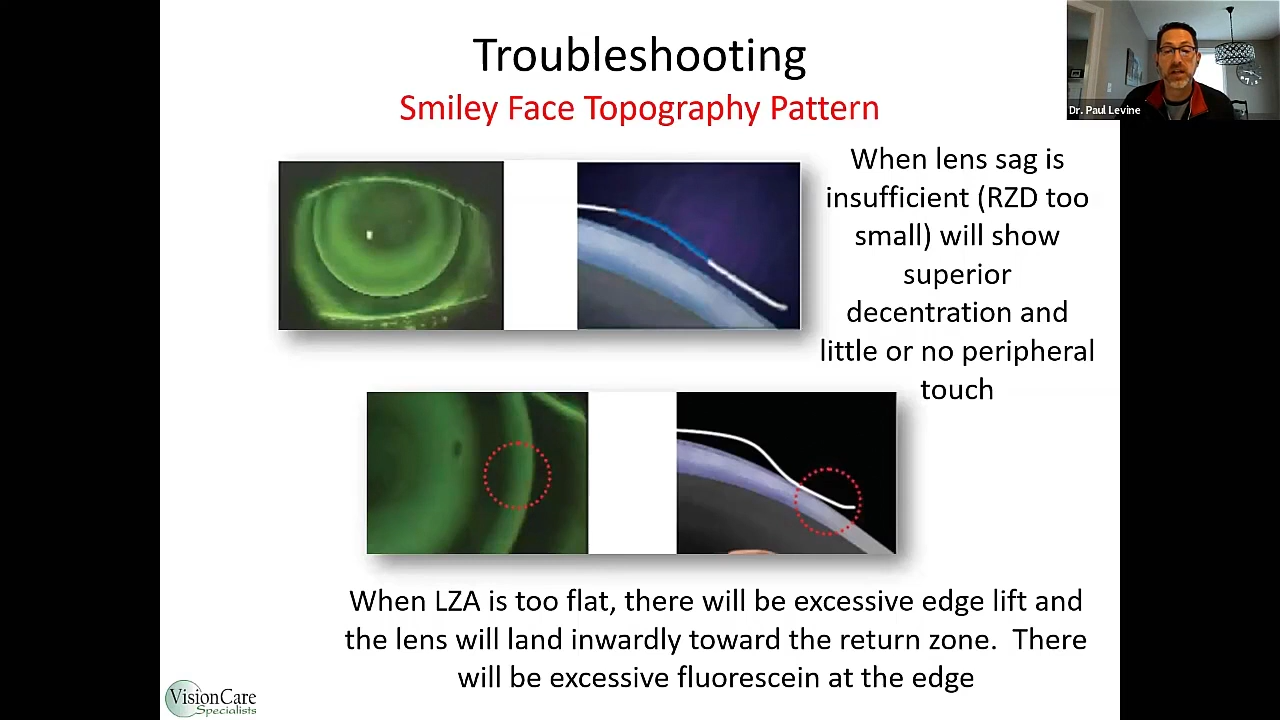 Troubleshooting
Smiley Face Topography Pattern
Dr. Paul Levine
When lens sag is
insufficient (RZD too
small) will show
superior
decentration and
little or no peripheral
touch
When LZA is too flat, there will be excessive edge lift and
the lens will land inwardly toward the return zone.  There
will be excessive fluorescein at the edge
VisionCare
Specialists